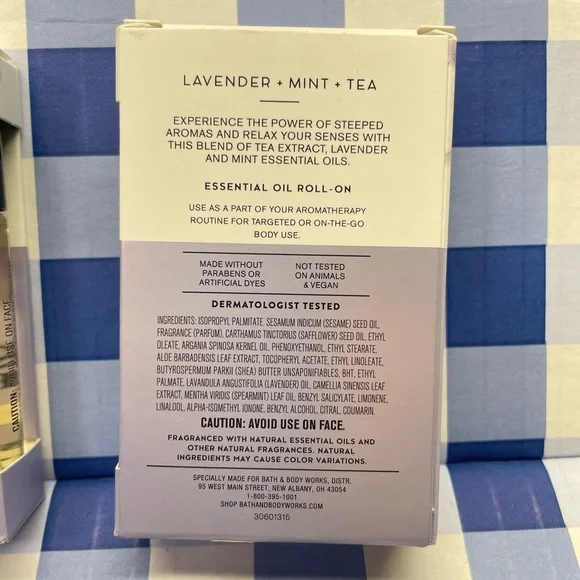 LAVENDER + MINT + TEA
EXPERIENCE THE POWER OF STEEPED
AROMAS AND RELAX YOUR SENSES WITH
THIS BLEND OF TEA EXTRACT, LAVENDER
AND MINT ESSENTIAL OILS.
ESSENTIAL OIL ROLL-ON
USE AS A PART OF YOUR AROMATHERAPY
ROUTINE FOR TARGETED OR ON-THE-GO
BODY USE.
MADE WITHOUT
PARABENS OR
ARTIFICIAL DYES
NOT TESTED
ON ANIMALS
& VEGAN
DERMATOLOGIST TESTED
INGREDIENTS: ISOPROPYL PALMITATE, SESAMUM INDICUM (SESAME) SEED OIL,
FRAGRANCE (PARFUM), CARTHAMUS TINCTORIUS (SAFFLOWER) SEED OIL, ETHYL
OLEATE, ARGANIA SPINOSA KERNEL OIL, PHENOXYETHANOL, ETHYL STEARATE,
ALOE BARBADENSIS LEAF EXTRACT, TOCOPHERYL ACETATE, ETHYL LINOLEATE,
BUTYROSPERMUM PARKII (SHEA) BUTTER UNSAPONIFIABLES, BHT, ETHYL
PALMATE, LAVANDULA ANGUSTIFOLIA (LAVENDER) OIL, CAMELLIA SINENSIS LEAF
EXTRACT, MENTHA VIRIDIS (SPEARMINT) LEAF OIL, BENZYL SALICYLATE, LIMONENE,
LINALOOL, ALPHA-ISOMETHYL IONONE, BENZYL ALCOHOL, CITRAL, COUMARIN.
CAUTION: AVOID USE ON FACE.
FRAGRANCED WITH NATURAL ESSENTIAL OILS AND
OTHER NATURAL FRAGRANCES. NATURAL
INGREDIENTS MAY CAUSE COLOR VARIATIONS.
SPECIALLY MADE FOR BATH & BODY WORKS, DISTR.
95 WEST MAIN STREET, NEW ALBANY, OH 43054
1-800-395-1001
SHOP BATHANDBODYWORKS.COM
30601315
CAUTION: AVOID USE ON FACE